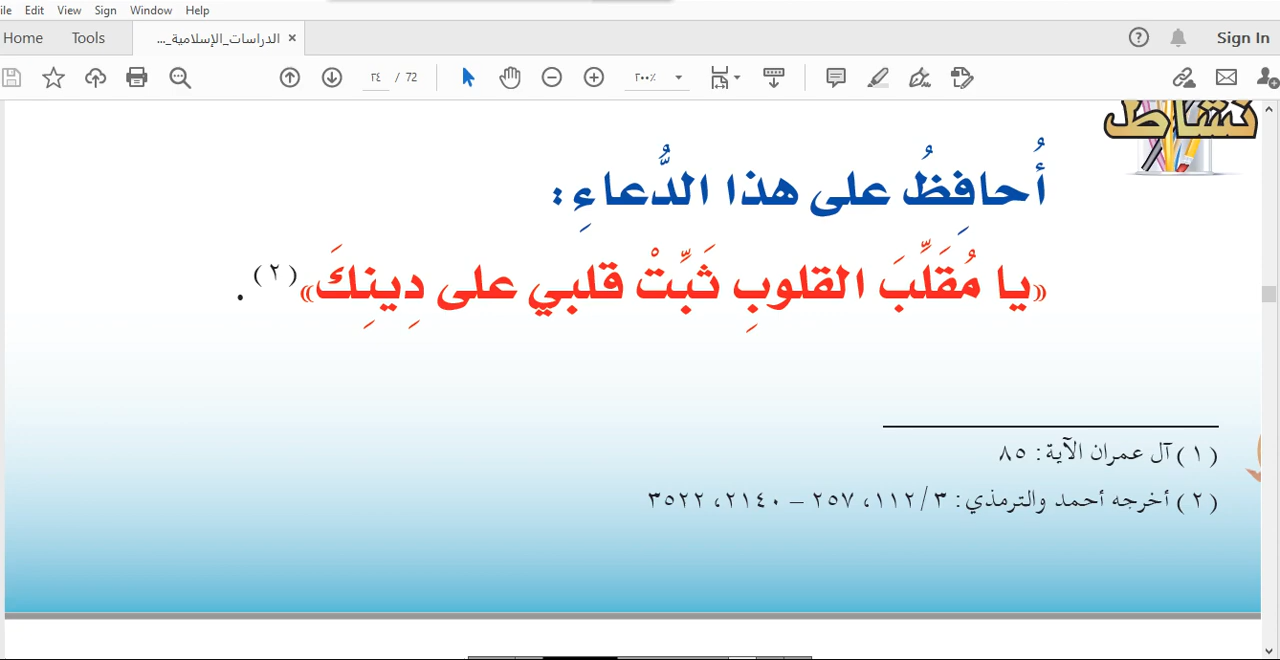 ile Edit View Sign Window Help
Home Tools الدراسات_الإسلامية_... × Sign In
٢٤ / 72 ٢٠٠٪
نشاط
أُحافِظُ على هذا الدُّعاءِ:
«يا مُقَلِّبَ القلوبِ ثَبِّتْ قلبي على دِينِكَ»(٢).
(١) آل عمران الآية: ٨٥
(٢) أخرجه أحمد والترمذي: ١١٢/٣، ٢٥٧ – ٢١٤٠، ٣٥٢٢